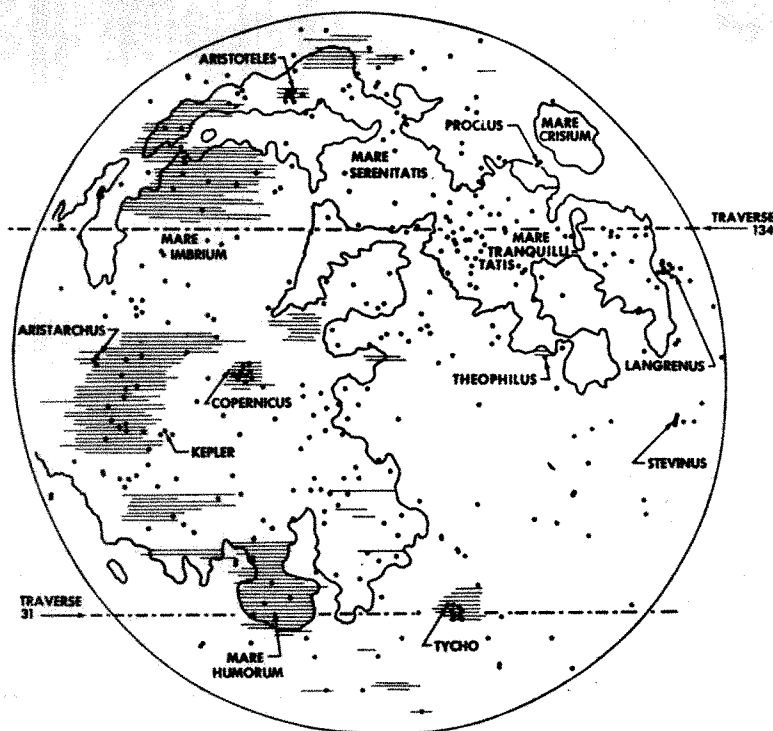 ARISTOTELES
PROCLUS
MARE
CRISIUM
MARE
SERENITATIS
TRAVERSE
134
MARE
IMBRIUM
MARE
TRANQUILLI
TATIS
ARISTARCHUS
LANGRENUS
THEOPHILUS
COPERNICUS
KEPLER
STEVINUS
TRAVERSE
31
TYCHO
MARE
HUMORUM